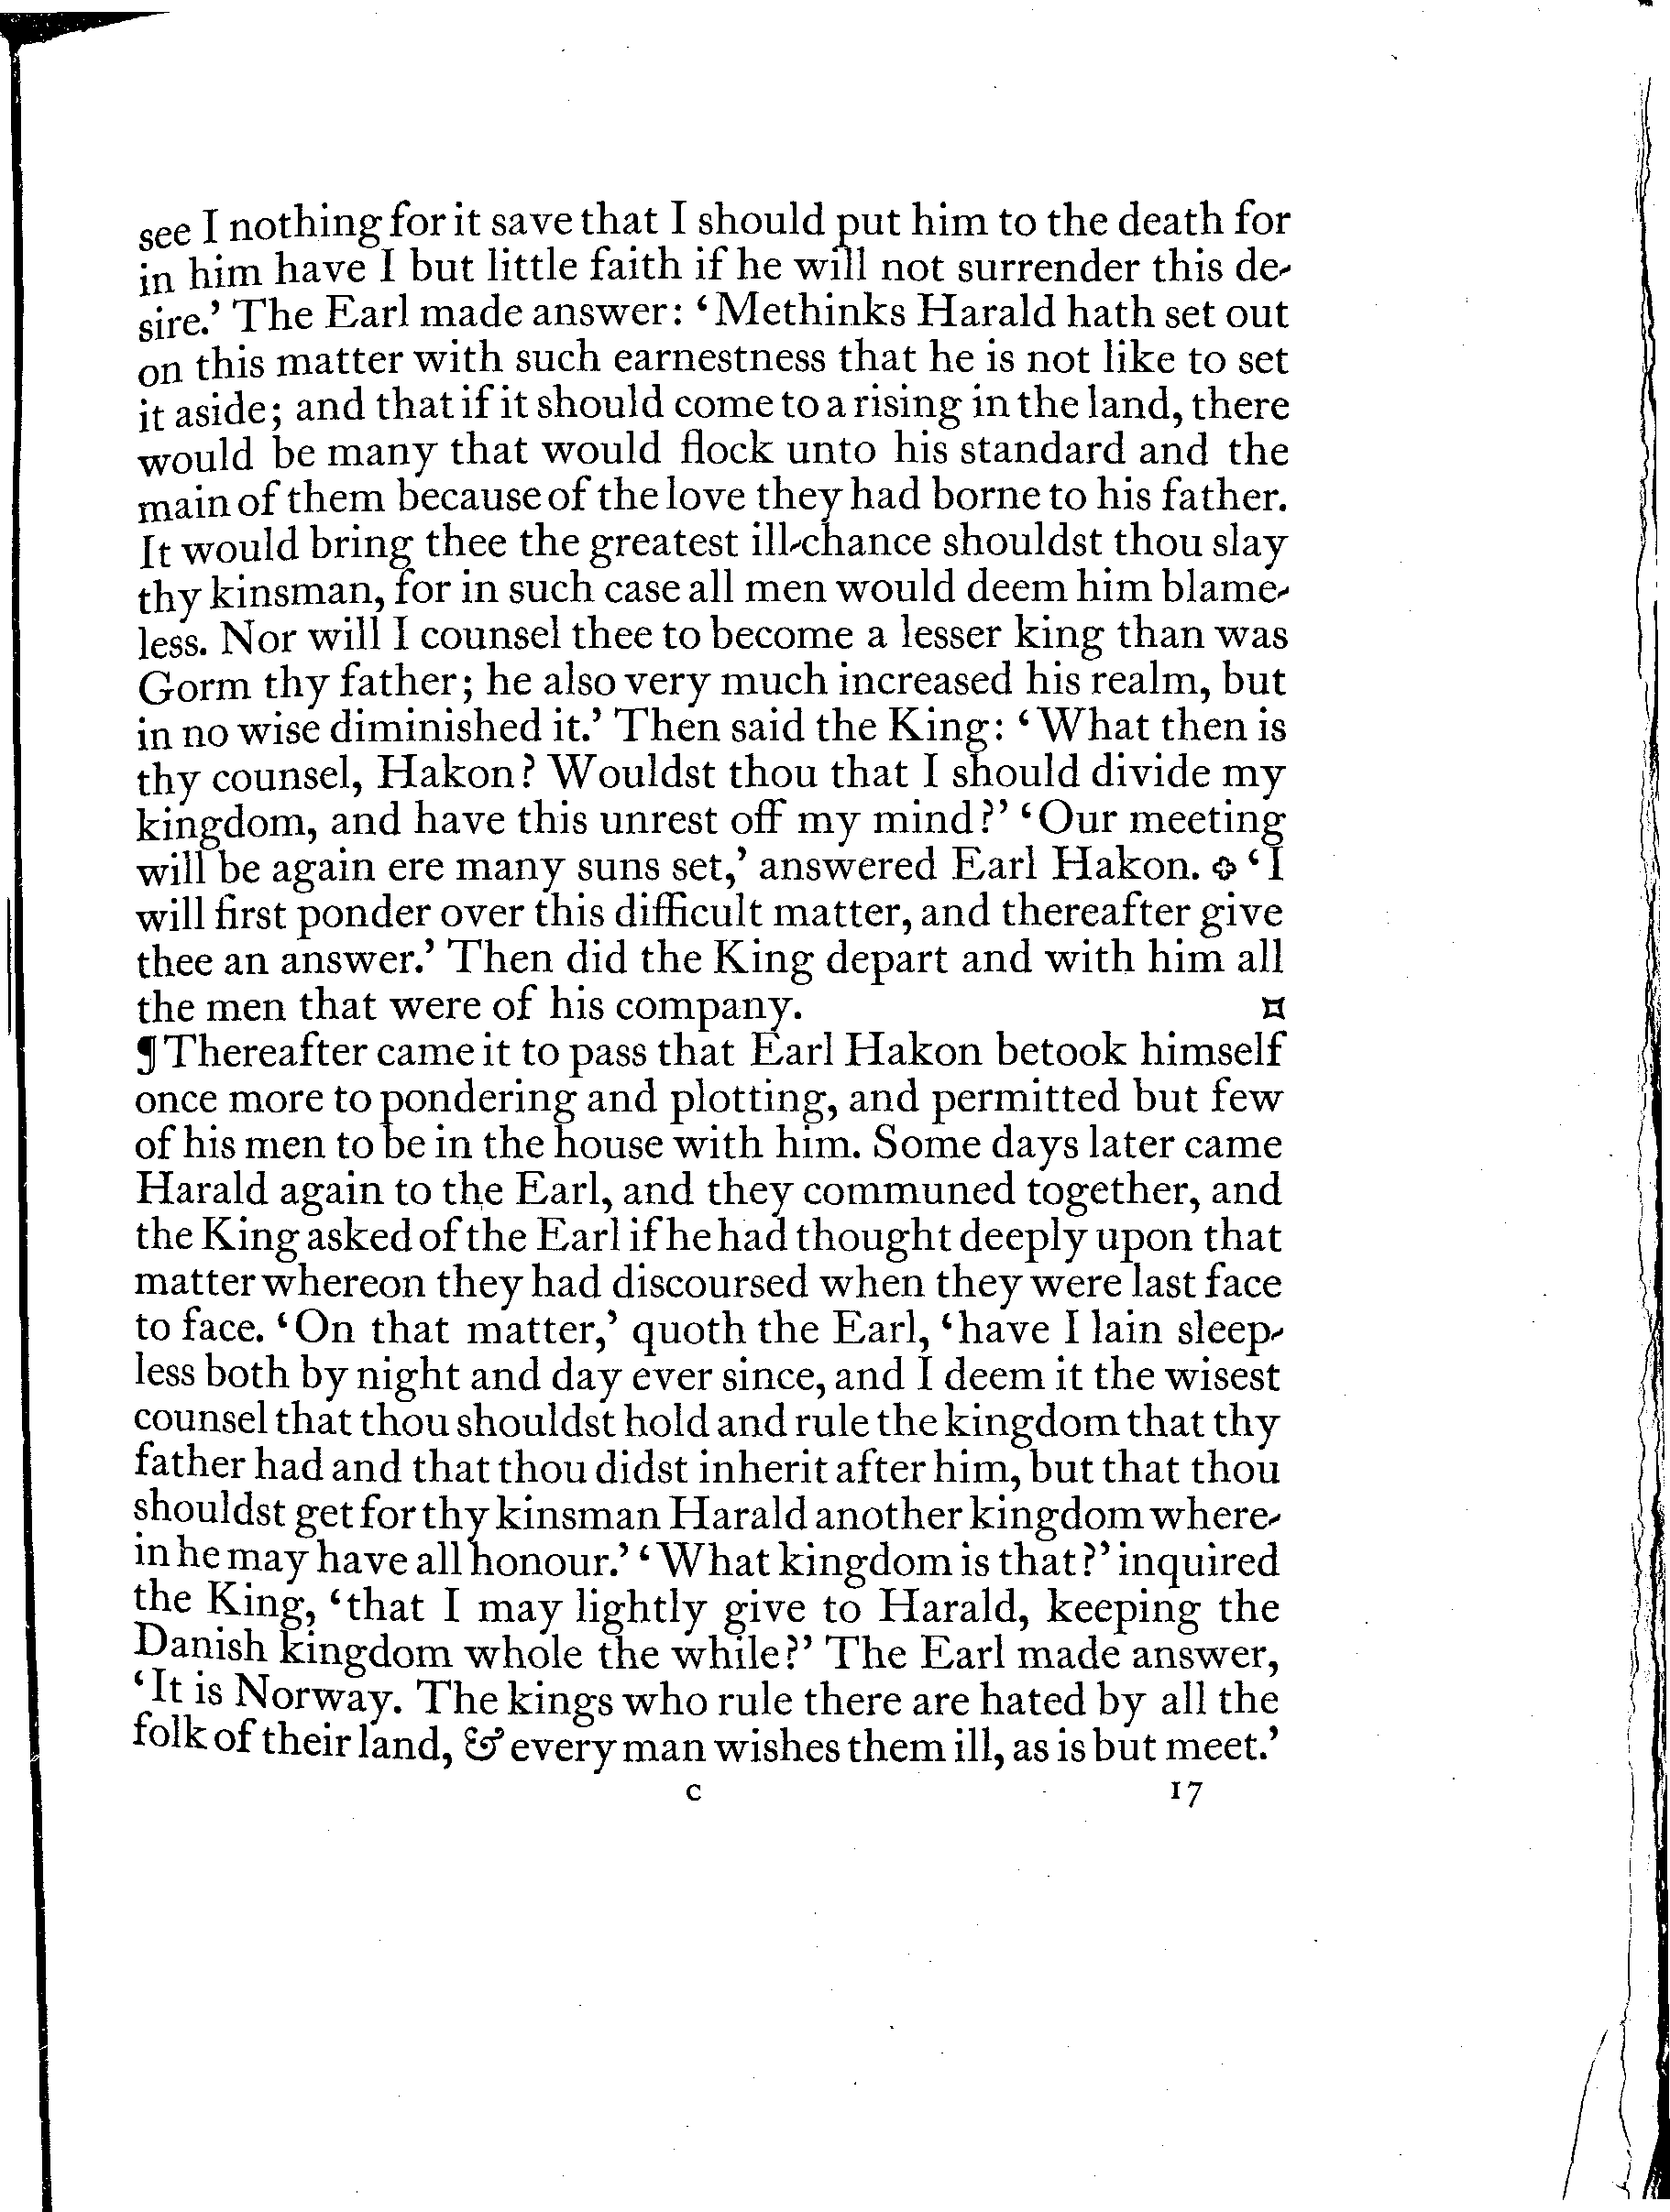 see I nothing for it save that I should put him to the death for
in him have I but little faith if he will not surrender this de-
sire.’ The Earl made answer: ‘Methinks Harald hath set out
on this matter with such earnestness that he is not like to set
it aside; and that if it should come to a rising in the land, there
would be many that would flock unto his standard and the
main of them because of the love they had borne to his father.
It would bring thee the greatest ill-chance shouldst thou slay
thy kinsman, for in such case all men would deem him blame-
less. Nor will I counsel thee to become a lesser king than was
Gorm thy father; he also very much increased his realm, but
in no wise diminished it.’ Then said the King: ‘What then is
thy counsel, Hakon? Wouldst thou that I should divide my
kingdom, and have this unrest off my mind?’ ‘Our meeting
will be again ere many suns set,’ answered Earl Hakon. ✤ ‘I
will first ponder over this difficult matter, and thereafter give
thee an answer.’ Then did the King depart and with him all
the men that were of his company. ¤
¶ Thereafter came it to pass that Earl Hakon betook himself
once more to pondering and plotting, and permitted but few
of his men to be in the house with him. Some days later came
Harald again to the Earl, and they communed together, and
the King asked of the Earl if he had thought deeply upon that
matter whereon they had discoursed when they were last face
to face. ‘On that matter,’ quoth the Earl, ‘have I lain sleep-
less both by night and day ever since, and I deem it the wisest
counsel that thou shouldst hold and rule the kingdom that thy
father had and that thou didst inherit after him, but that thou
shouldst get for thy kinsman Harald another kingdom where-
in he may have all honour.’ ‘What kingdom is that?’ inquired
the King, ‘that I may lightly give to Harald, keeping the
Danish kingdom whole the while?’ The Earl made answer,
‘It is Norway. The kings who rule there are hated by all the
folk of their land, & every man wishes them ill, as is but meet.’
c 17